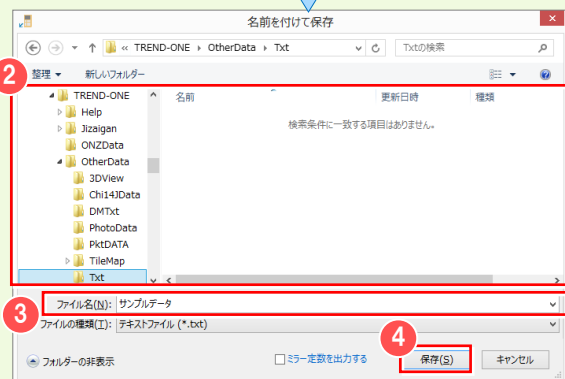 名前を付けて保存
« TREND-ONE OtherData Txt Txtの検索
2
整理 新しいフォルダー
TREND-ONE 名前 更新日時 種類
Help
検索条件に一致する項目はありません。
Jizaigan
ONZData
OtherData
3DView
Chi14JData
DMTxt
PhotoData
PktDATA
TileMap
Txt
3
ファイル名(N): サンプルデータ
ファイルの種類(T): テキストファイル (*.txt)
4
フォルダーの非表示 ミラー定数を出力する 保存(S) キャンセル